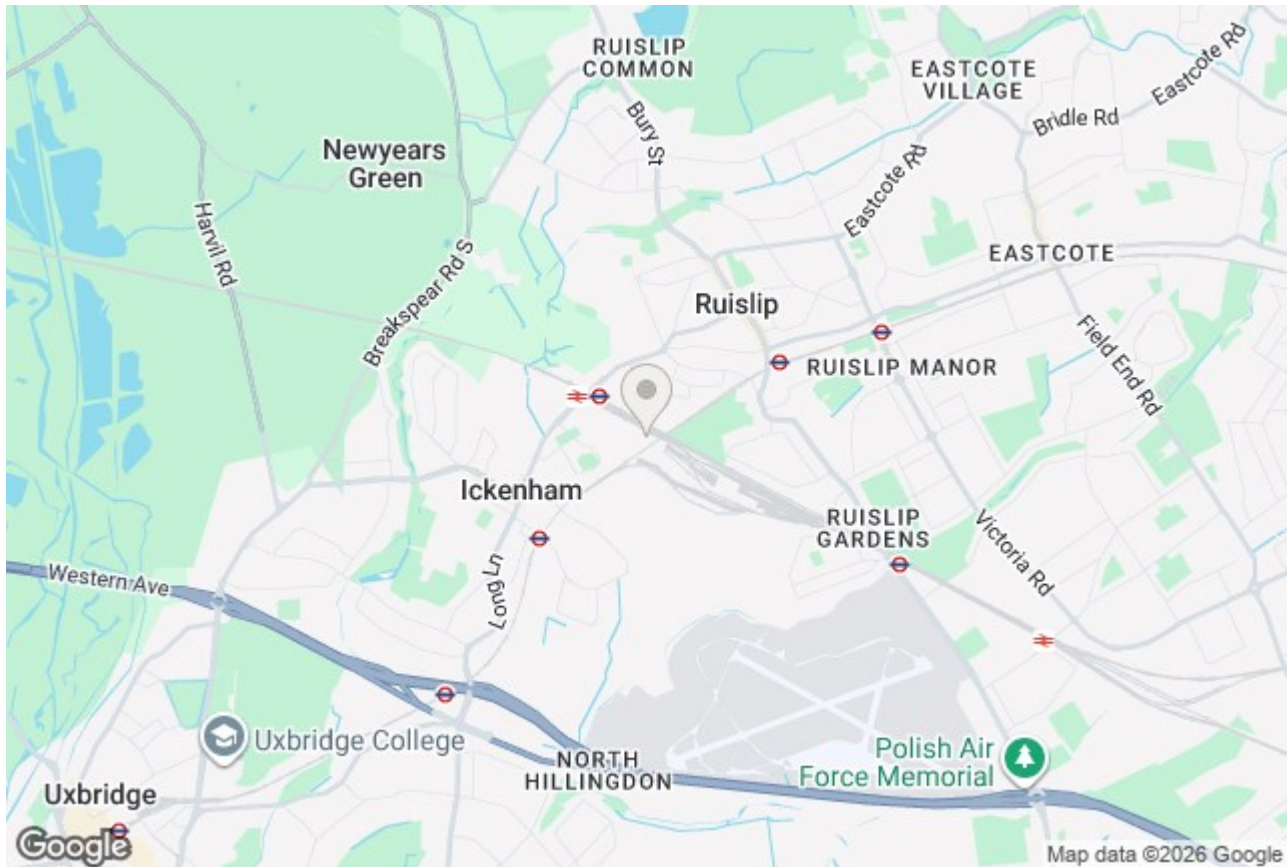 RUISLIP
COMMON
EASTCOTE
VILLAGE
Eastcote Rd
Bridle Rd
Bury St
Newyears
Green
Eastcote Rd
Harvil Rd
Breakspear Rd S
EASTCOTE
Ruislip
Field End Rd
RUISLIP MANOR
Ickenham
RUISLIP
GARDENS
Victoria Rd
Long Ln
Western Ave
Uxbridge College
NORTH
HILLINGDON
Polish Air
Force Memorial
Uxbridge
Google
Map data ©2026 Google